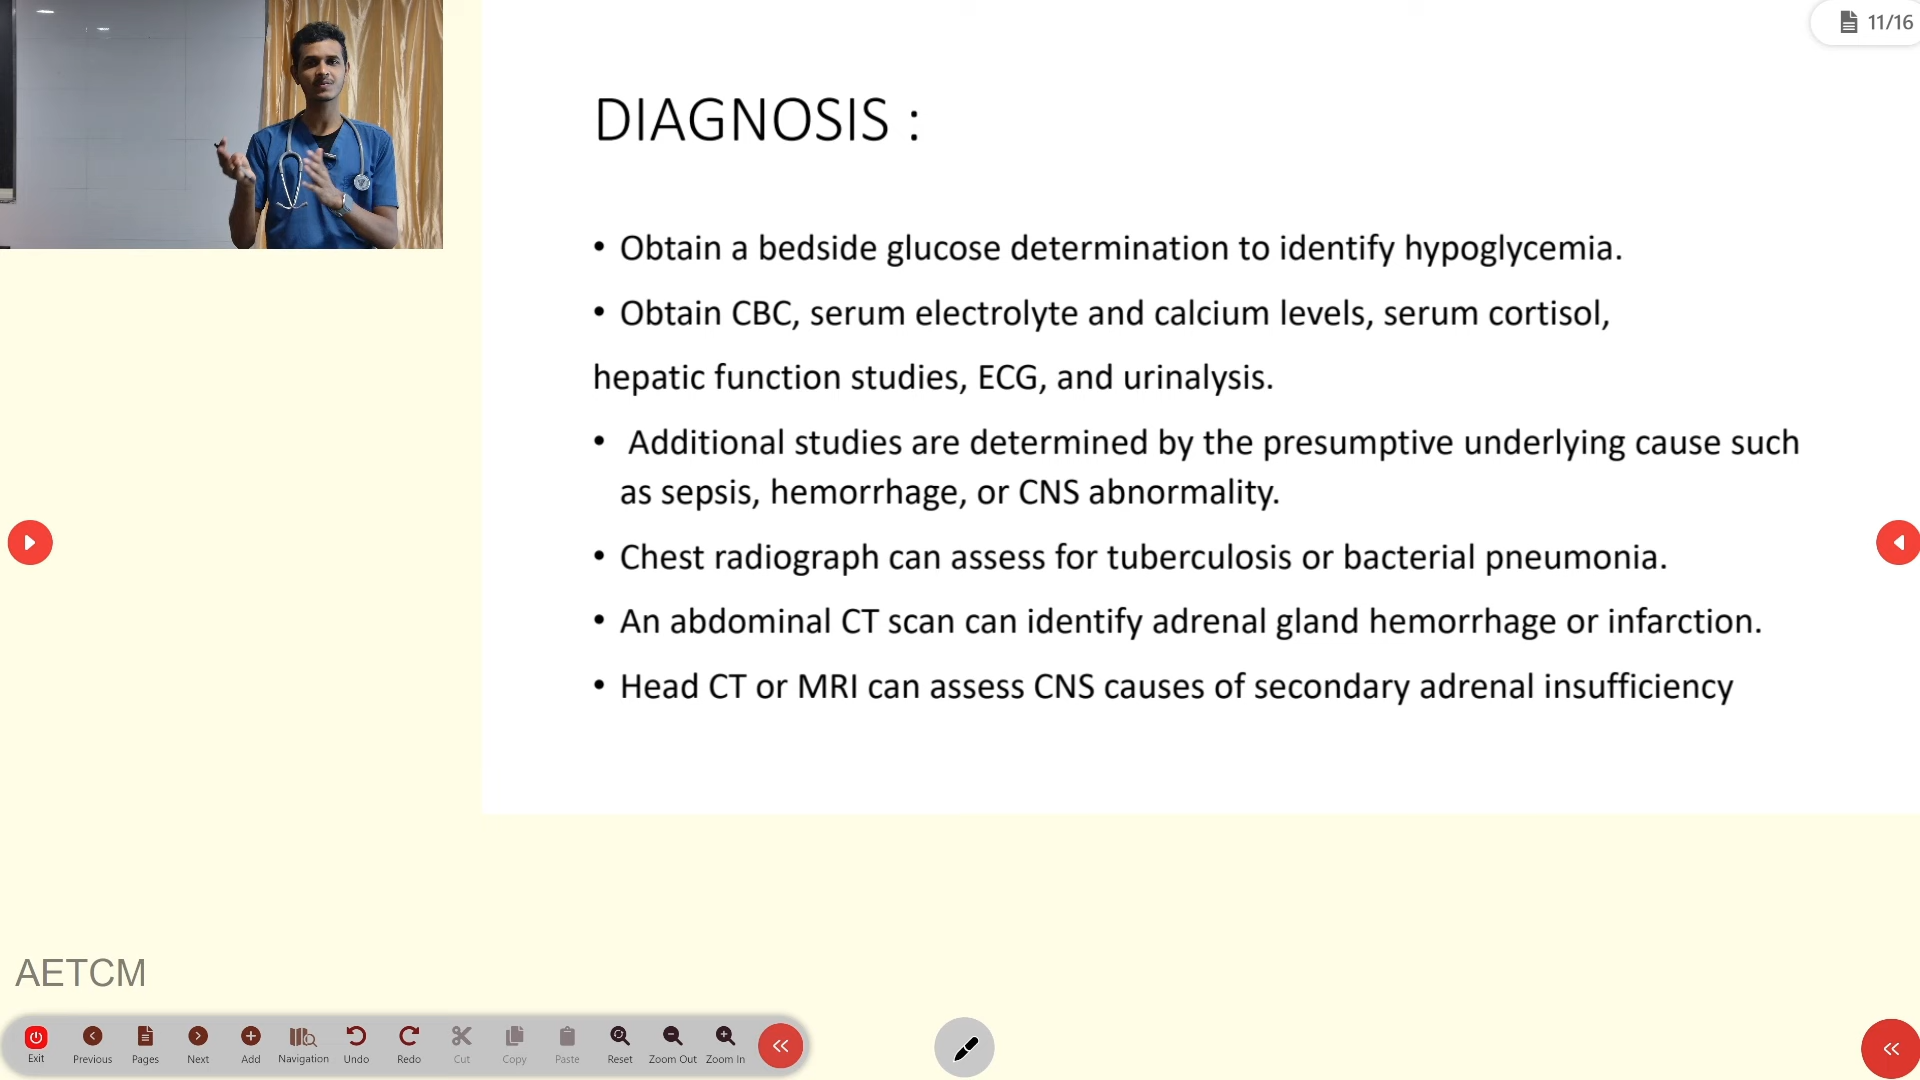 11/16
DIAGNOSIS :
• Obtain a bedside glucose determination to identify hypoglycemia.
• Obtain CBC, serum electrolyte and calcium levels, serum cortisol,
hepatic function studies, ECG, and urinalysis.
• Additional studies are determined by the presumptive underlying cause such
as sepsis, hemorrhage, or CNS abnormality.
• Chest radiograph can assess for tuberculosis or bacterial pneumonia.
• An abdominal CT scan can identify adrenal gland hemorrhage or infarction.
• Head CT or MRI can assess CNS causes of secondary adrenal insufficiency
AETCM
Exit Previous Pages Next Add Navigation Undo Redo Cut Copy Paste Reset Zoom Out Zoom In